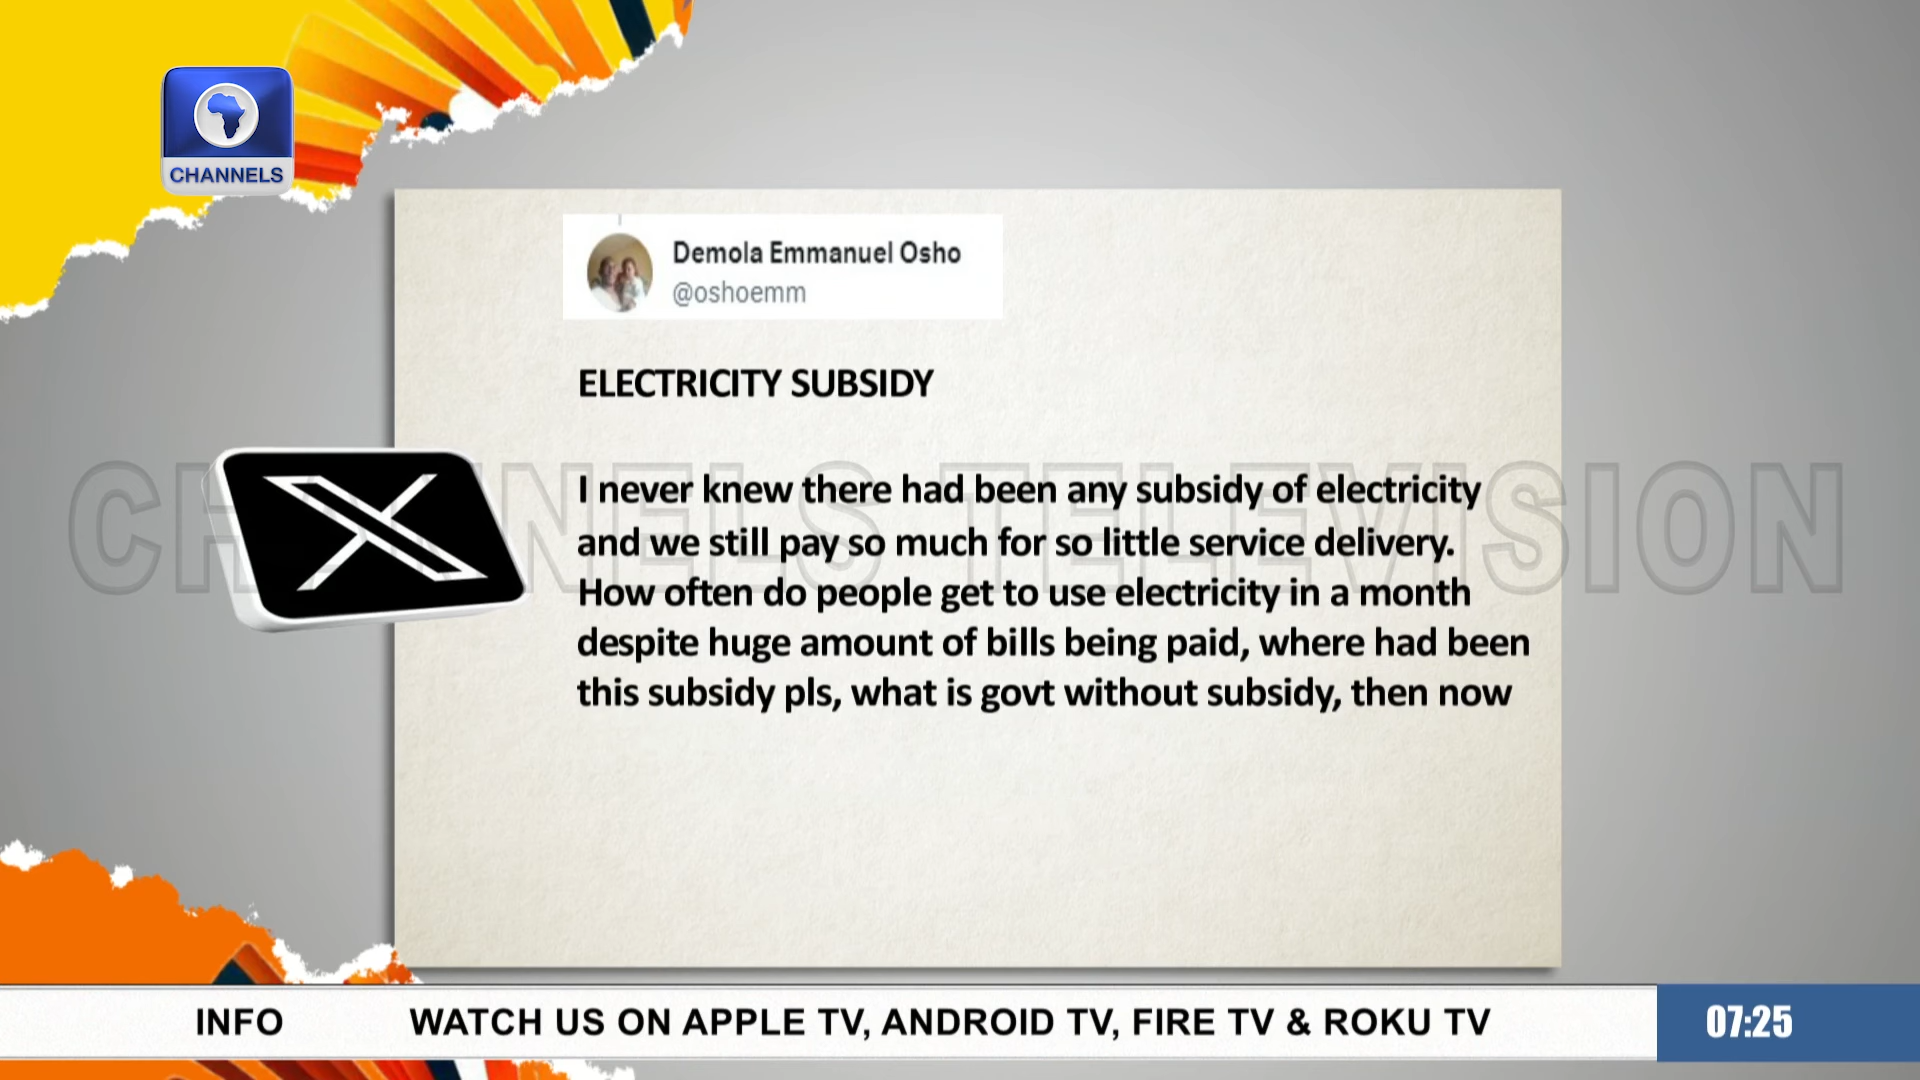 CHANNELS
Demola Emmanuel Osho
@oshoemm
ELECTRICITY SUBSIDY
CHANNELS TELEVISION
I never knew there had been any subsidy of electricity
and we still pay so much for so little service delivery.
How often do people get to use electricity in a month
despite huge amount of bills being paid, where had been
this subsidy pls, what is govt without subsidy, then now
INFO
WATCH US ON APPLE TV, ANDROID TV, FIRE TV & ROKU TV
07:25